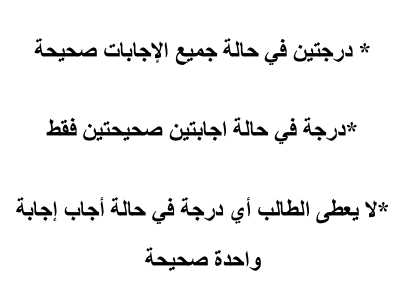 * درجتين في حالة جميع الإجابات صحيحة
*درجة في حالة اجابتين صحيحتين فقط
*لا يعطى الطالب أي درجة في حالة أجاب إجابة
واحدة صحيحة